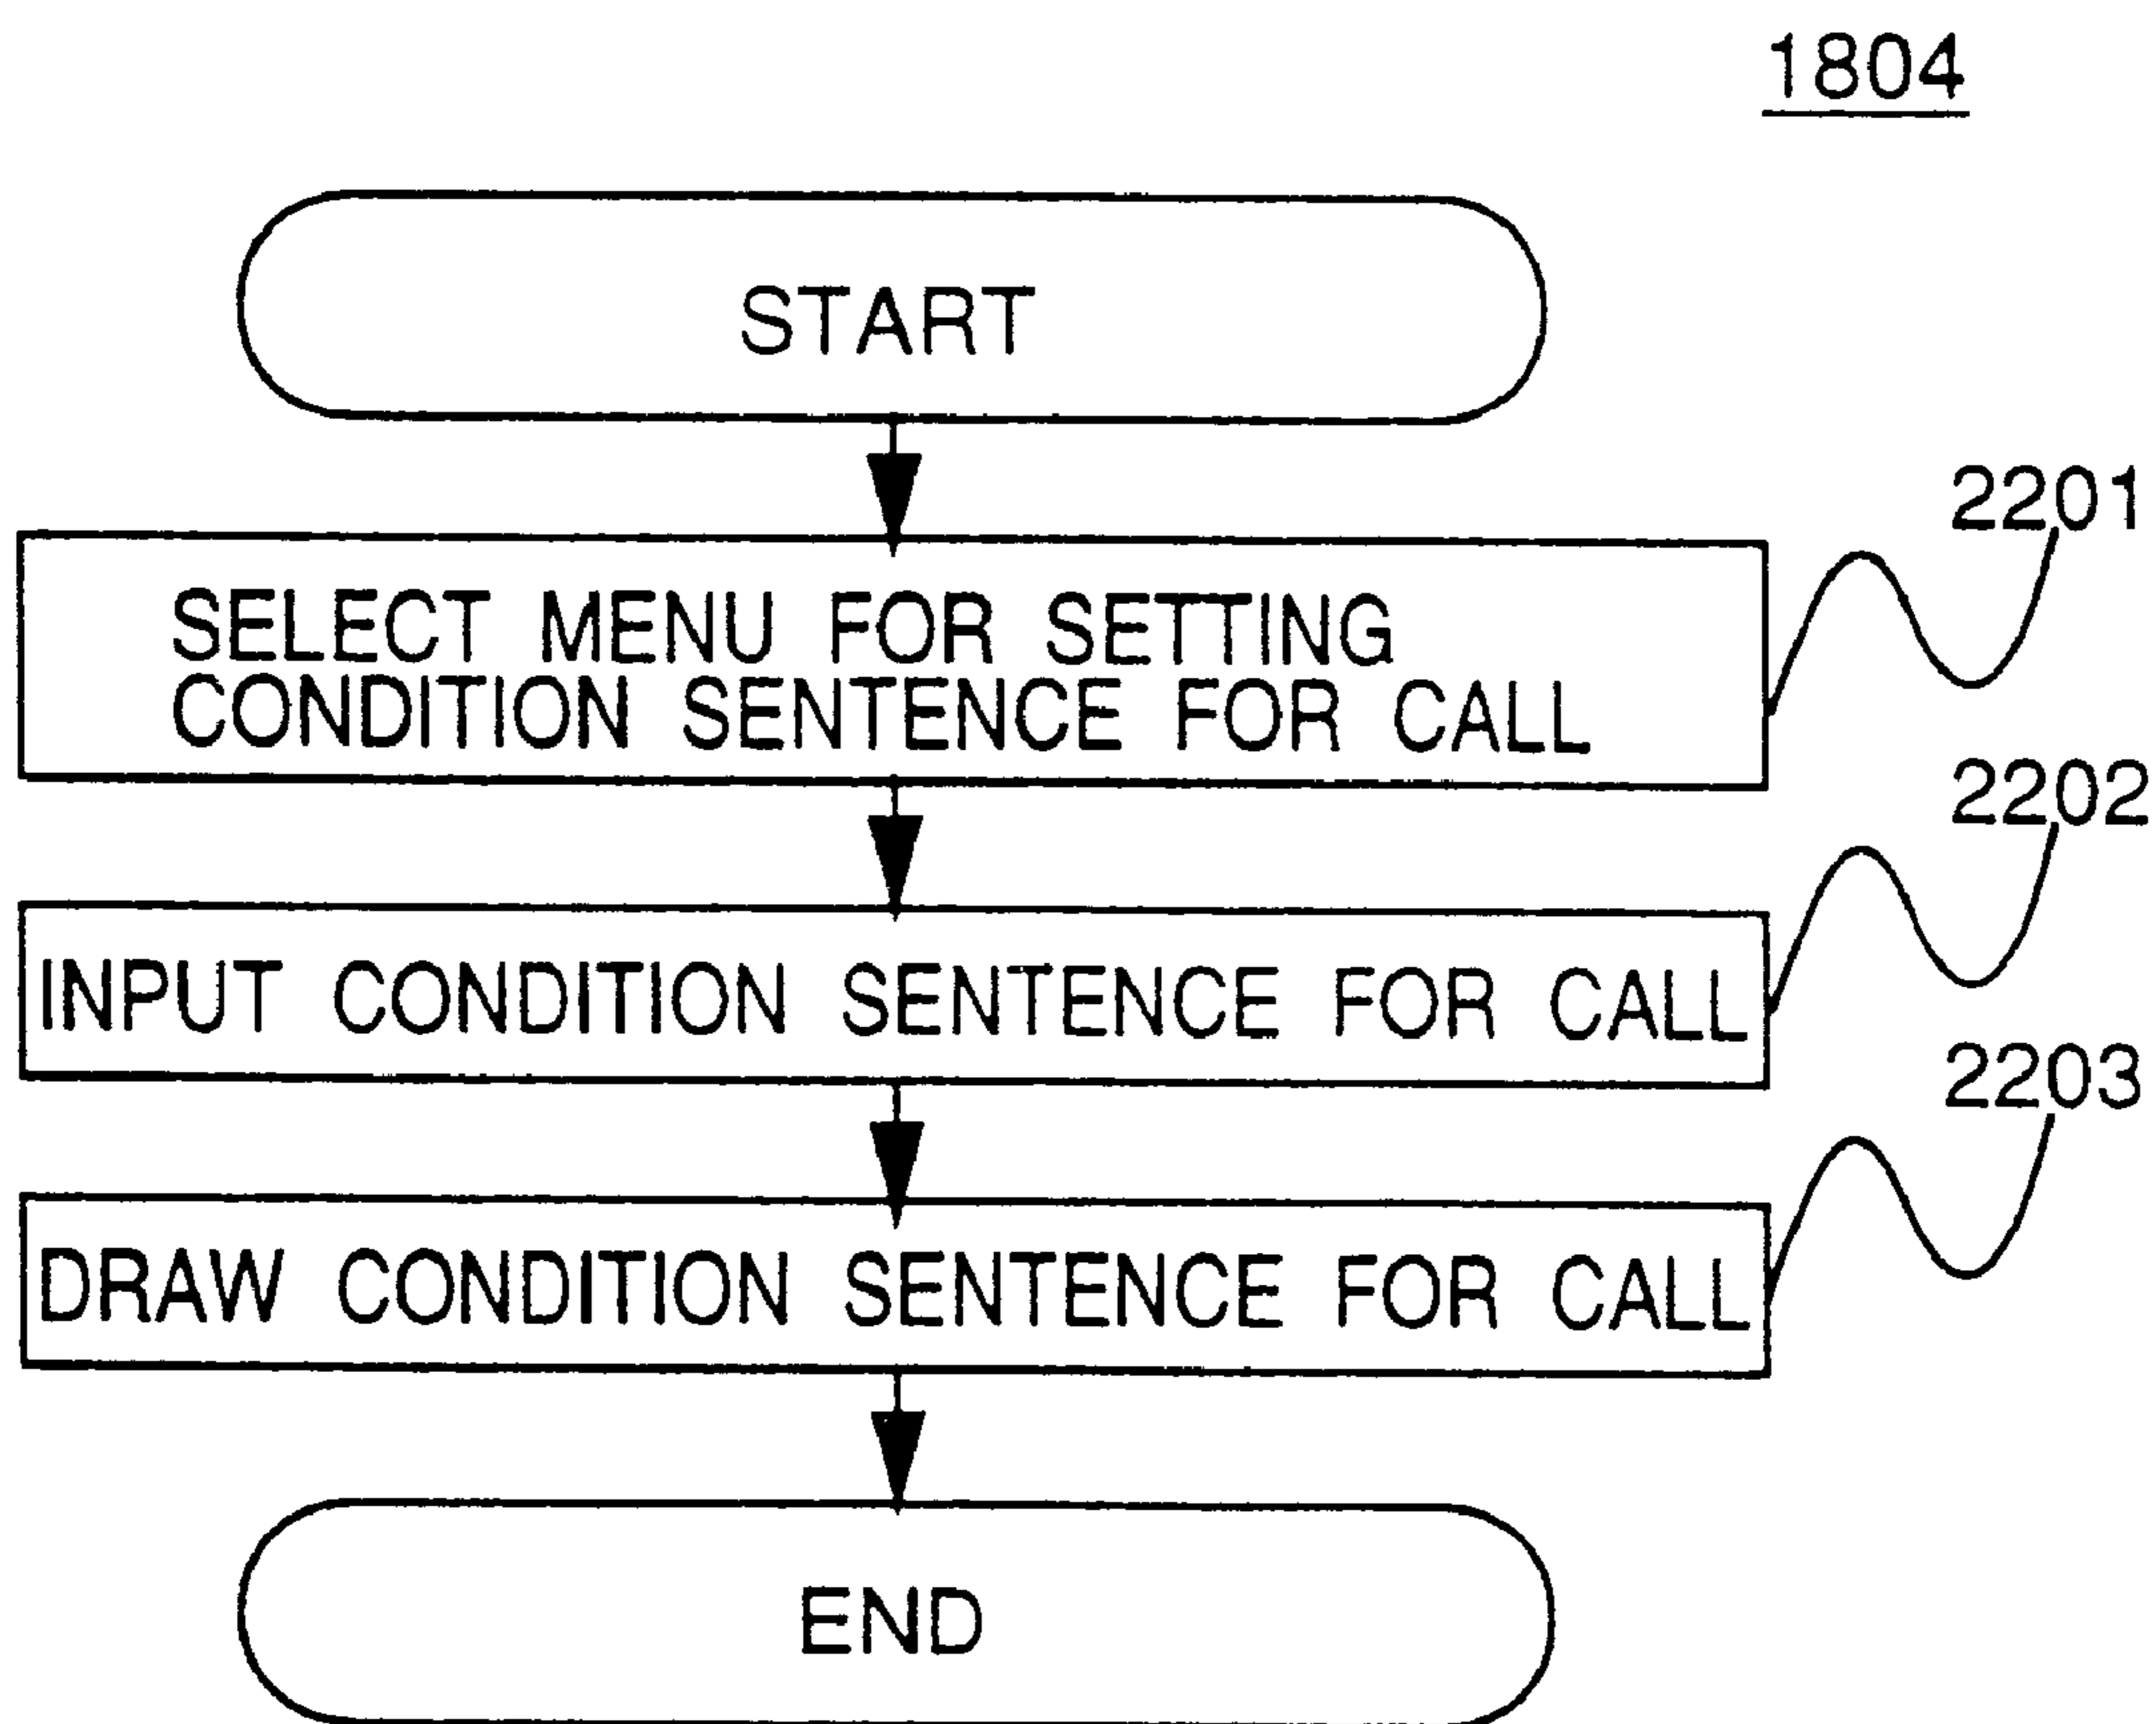 1804
START
2201
SELECT MENU FOR SETTING
CONDITION SENTENCE FOR CALL
2202
INPUT CONDITION SENTENCE FOR CALL
2203
DRAW CONDITION SENTENCE FOR CALL
END